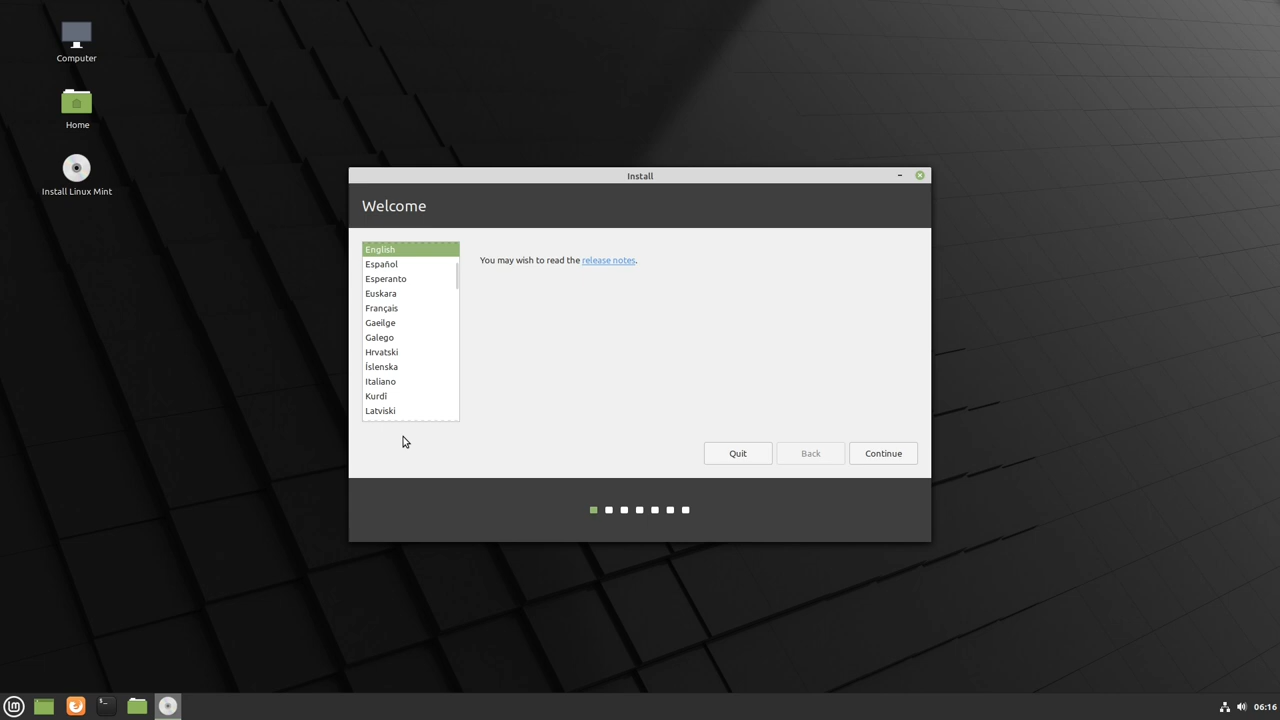 Computer
Home
Install Linux Mint
Install
Welcome
English
Español
Esperanto
Euskara
Français
Gaeilge
Galego
Hrvatski
Íslenska
Italiano
Kurdî
Latviski
You may wish to read the release notes.
Quit
Back
Continue
06:16